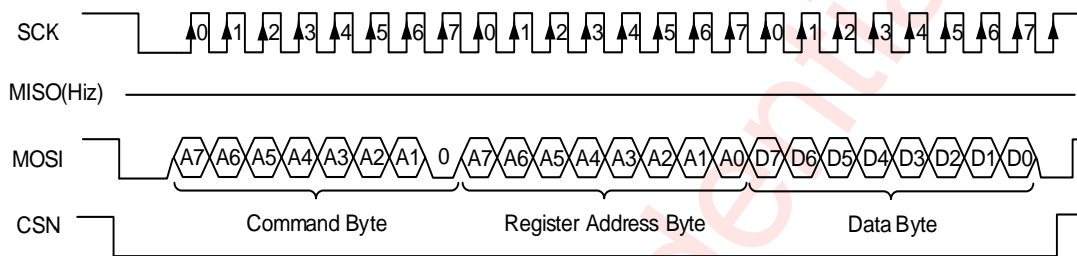 SCK 0 1 2 3 4 5 6 7 0 1 2 3 4 5 6 7 0 1 2 3 4 5 6 7
MISO(Hiz)
MOSI A7 A6 A5 A4 A3 A2 A1 0 A7 A6 A5 A4 A3 A2 A1 A0 D7 D6 D5 D4 D3 D2 D1 D0
CSN Command Byte Register Address Byte Data Byte